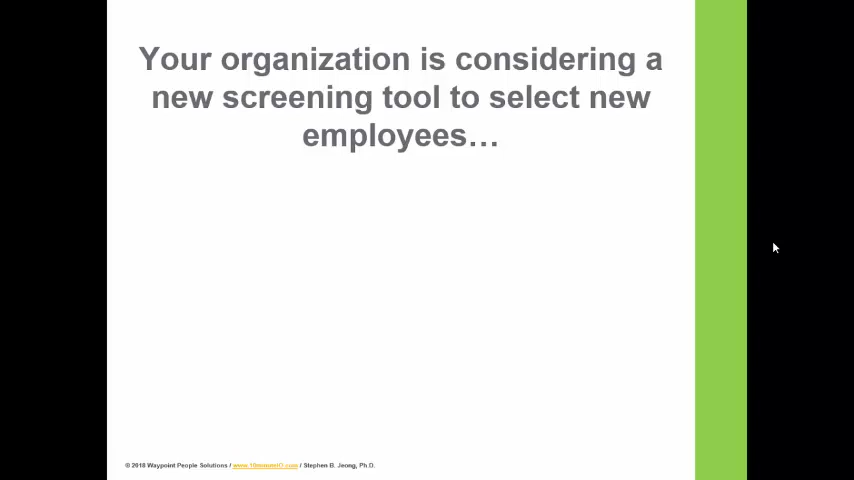 Your organization is considering a
new screening tool to select new
employees…
© 2018 Waypoint People Solutions / www.10minuteIO.com / Stephen B. Jeong, Ph.D.